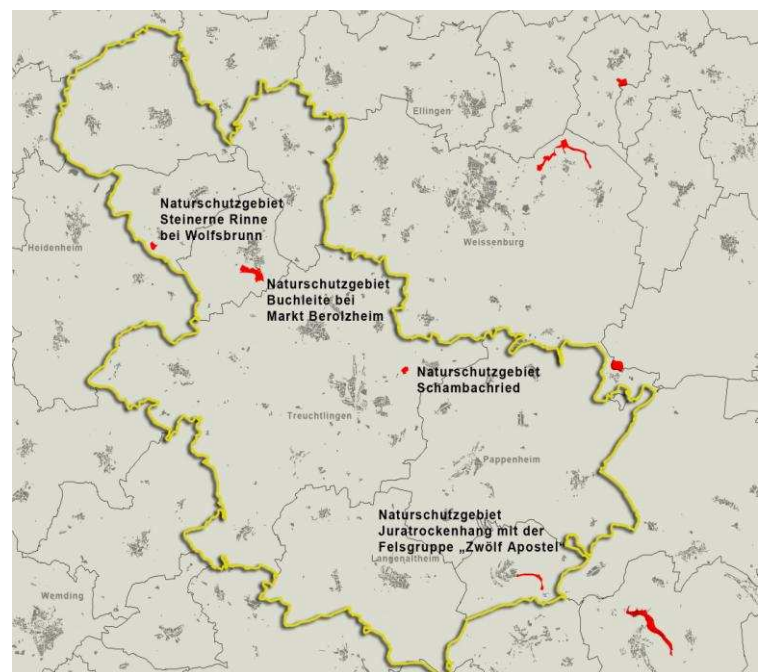 Ellingen
Naturschutzgebiet
Steinerne Rinne
bei Wolfsbrunn
Heidenheim
Weissenburg
Naturschutzgebiet
Buchleite bei
Markt Berolzheim
Naturschutzgebiet
Schambachried
Treuchtlingen
Pappenheim
Naturschutzgebiet
Juratrockenhang mit der
Felsgruppe „Zwölf Apostel“
Langenaltheim
Wemding